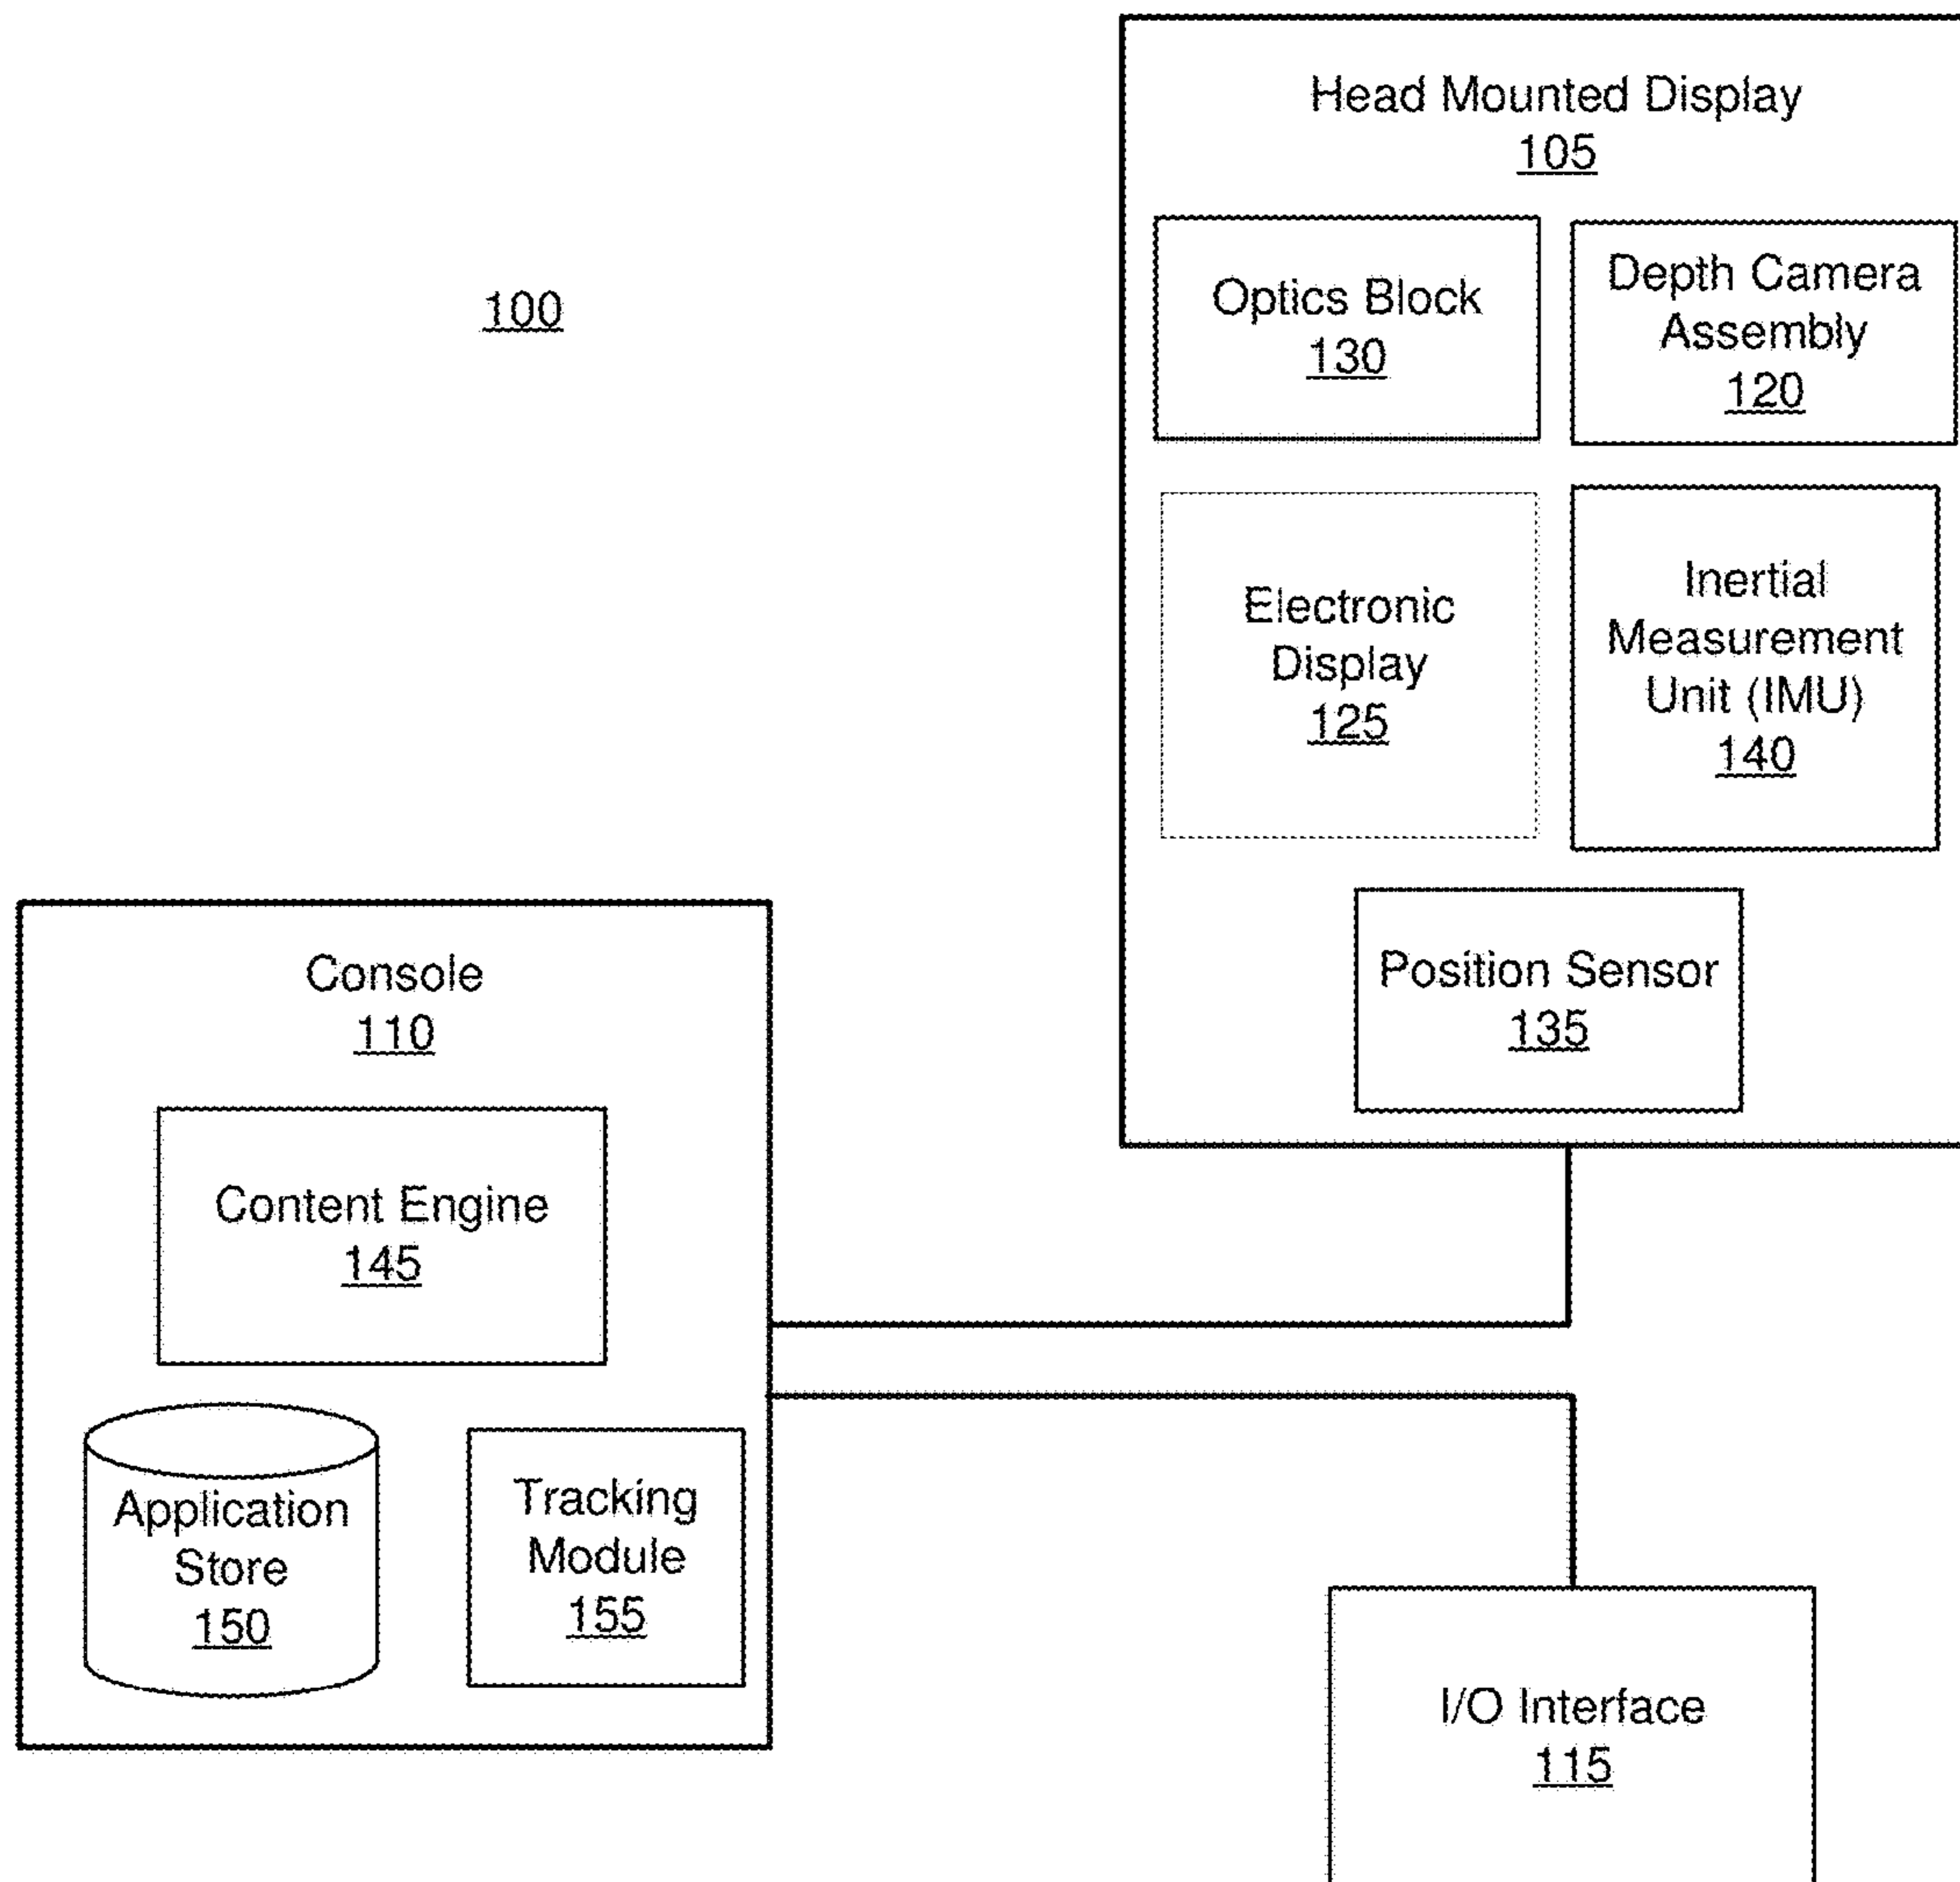 Head Mounted Display
105
100
Optics Block
130
Depth Camera
Assembly
120
Electronic
Display
125
Inertial
Measurement
Unit (IMU)
140
Position Sensor
135
Console
110
Content Engine
145
Application
Store
150
Tracking
Module
155
I/O Interface
115